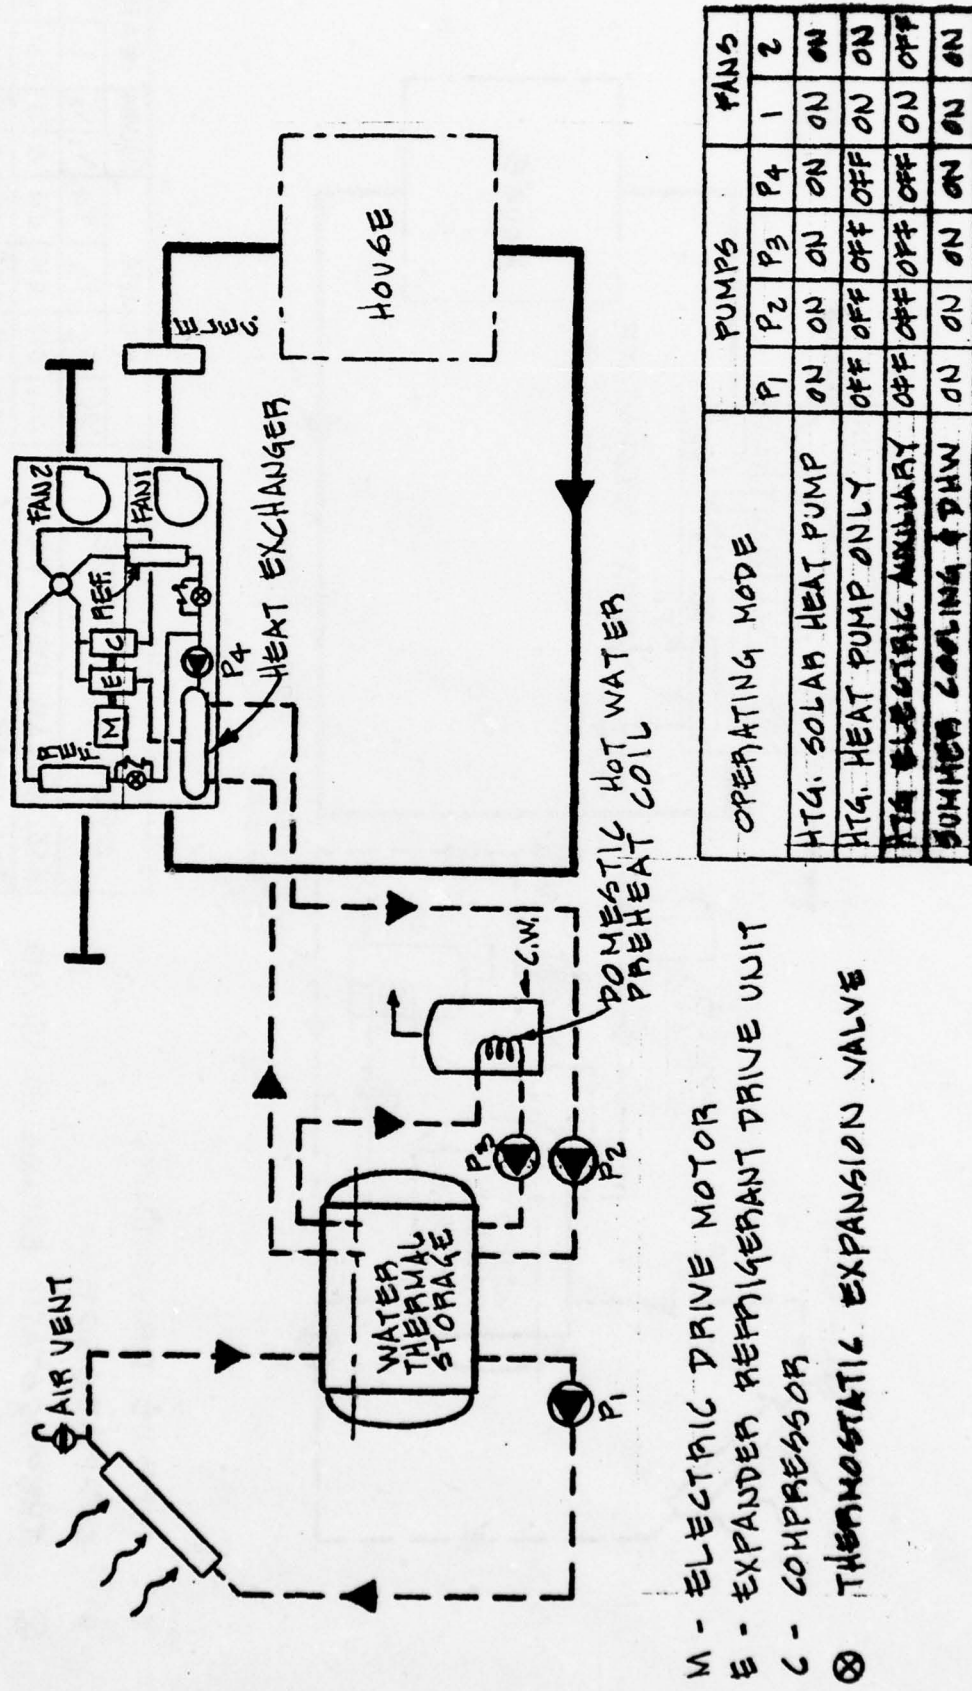 AIR VENT
WATER
THERMAL
STORAGE
P1
P2
P3
C.W.
DOMESTIC HOT WATER
PREHEAT COIL
REF.
M
E
C
REF.
FAN 2
FAN 1
P4
HEAT EXCHANGER
ELEC.
HOUSE
M - ELECTRIC DRIVE MOTOR
E - EXPANDER REFRIGERANT DRIVE UNIT
C - COMPRESSOR
THERMOSTATIC EXPANSION VALVE
OPERATING MODE PUMPS FANS
P1 P2 P3 P4 1 2
HTG. SOLAR HEAT PUMP ON ON ON ON ON ON
HTG. HEAT PUMP ONLY OFF OFF OFF OFF ON ON
HTG ELECTRIC AUXILIARY OFF OFF OFF OFF ON OFF
SUMMER COOLING & DHW ON ON ON ON ON ON